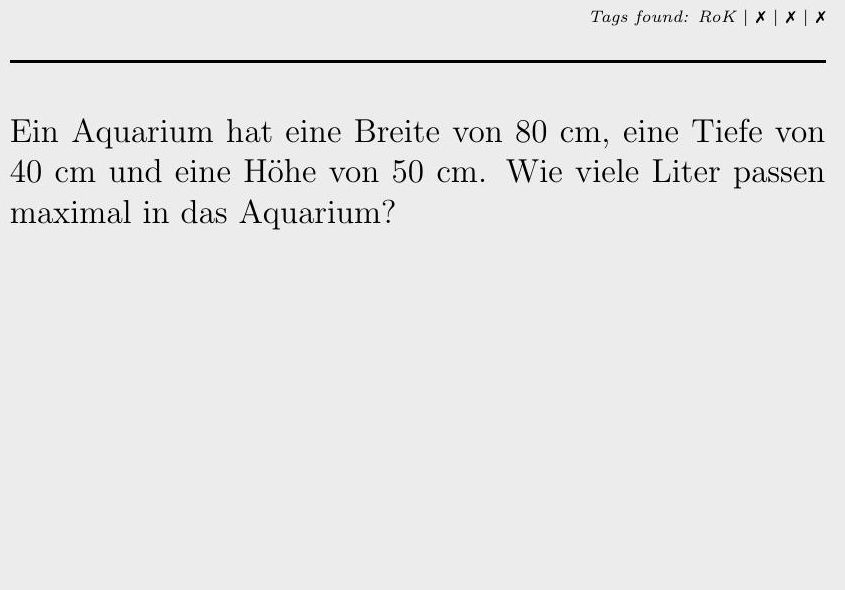 Tags found: RoK | ✗ | ✗ | ✗
Ein Aquarium hat eine Breite von 80 cm, eine Tiefe von
40 cm und eine Höhe von 50 cm. Wie viele Liter passen
maximal in das Aquarium?